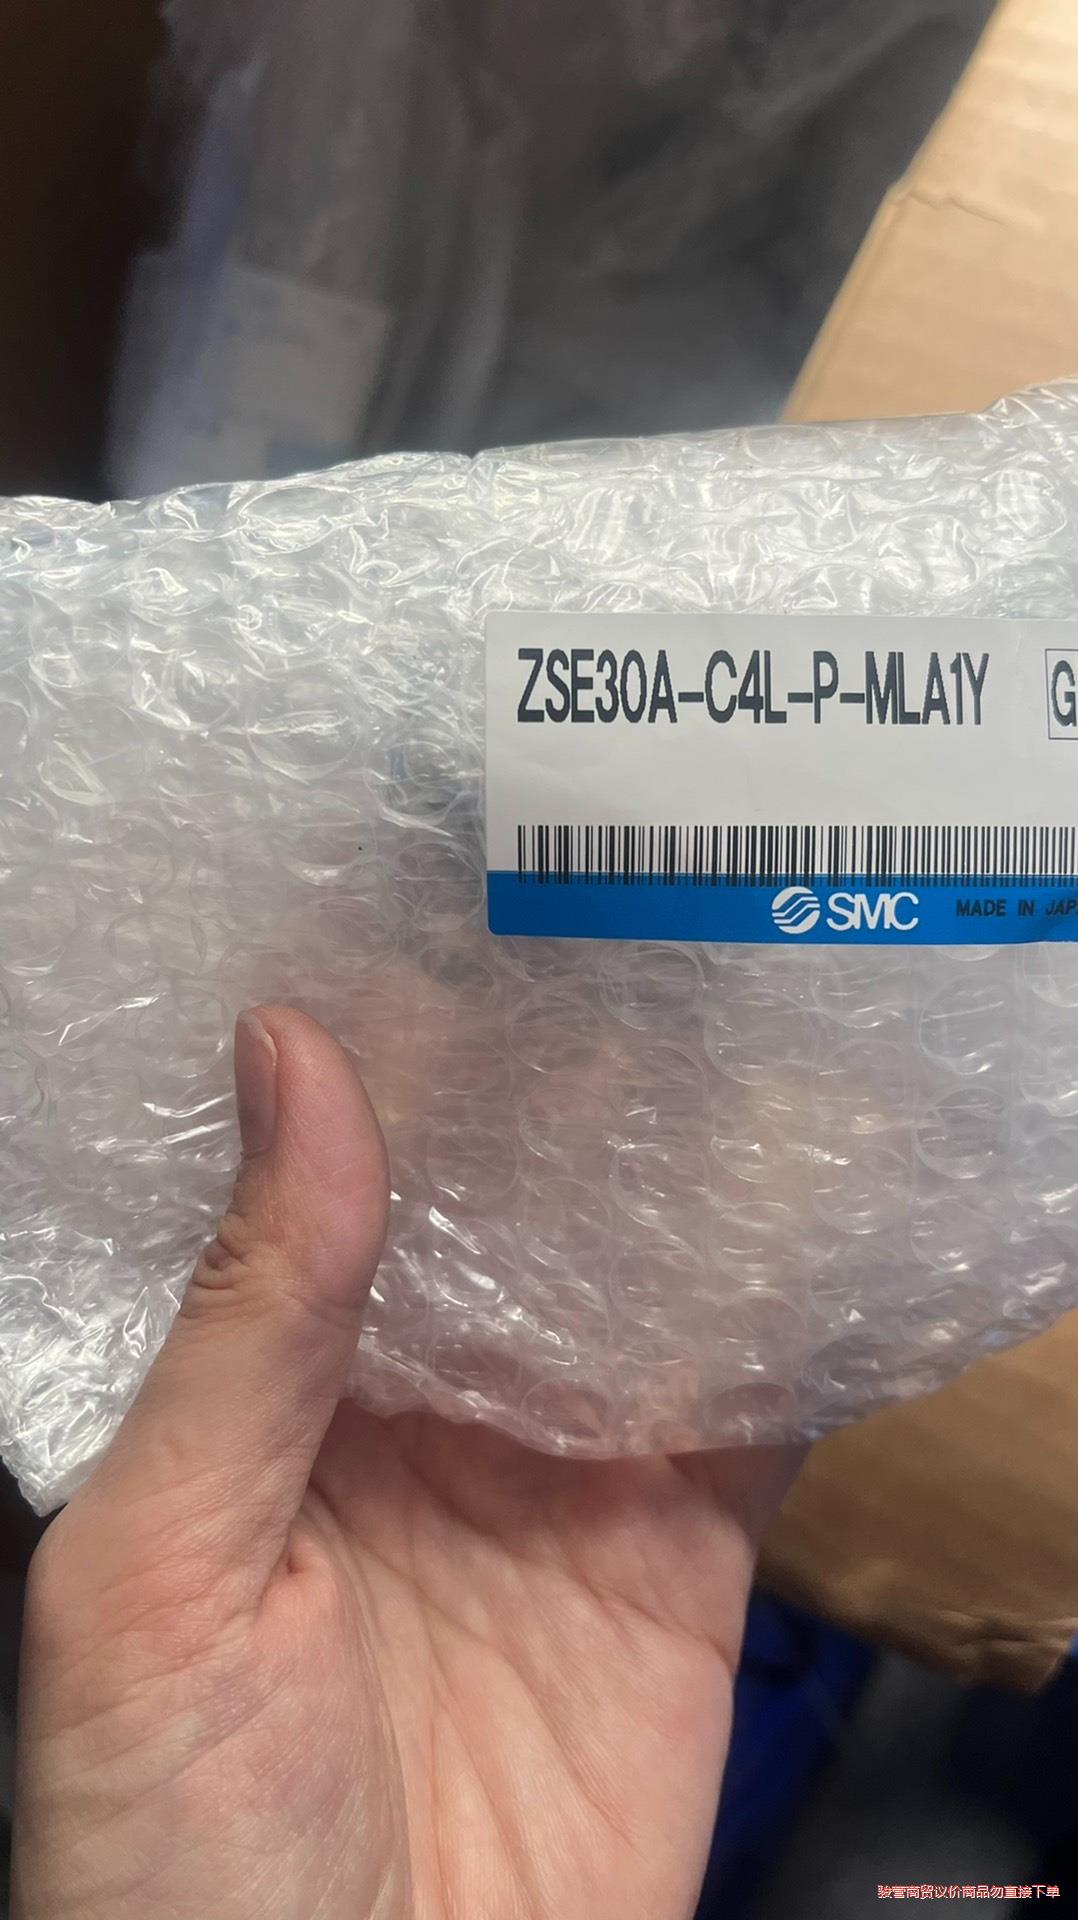 ZSE30A-C4L-P-MLA1Y
G
SMC
MADE IN JAP
骏营商贸议价商品勿直接下单